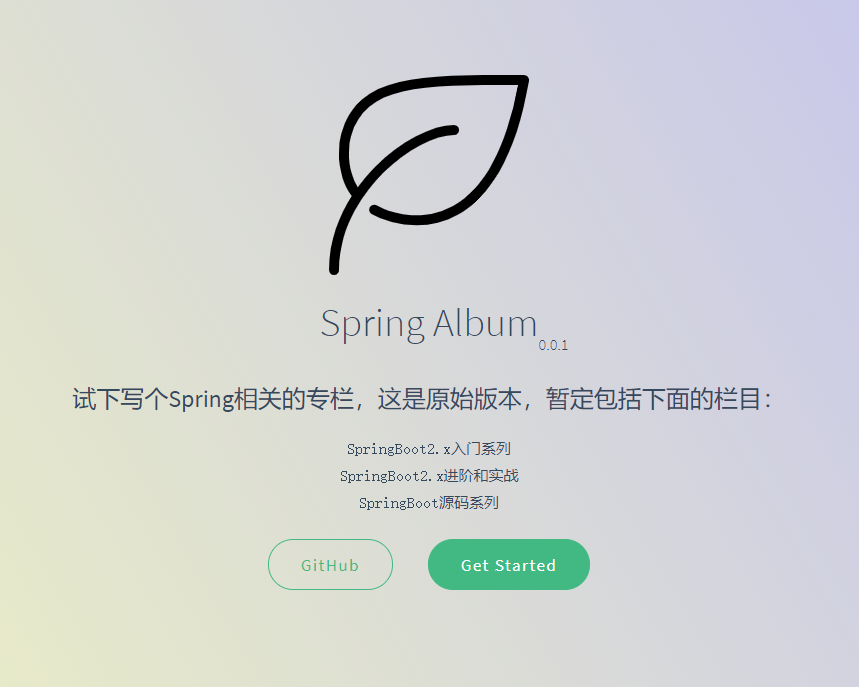 Spring Album 0.0.1
试下写个Spring相关的专栏，这是原始版本，暂定包括下面的栏目：
SpringBoot2.x入门系列
SpringBoot2.x进阶和实战
SpringBoot源码系列
GitHub Get Started